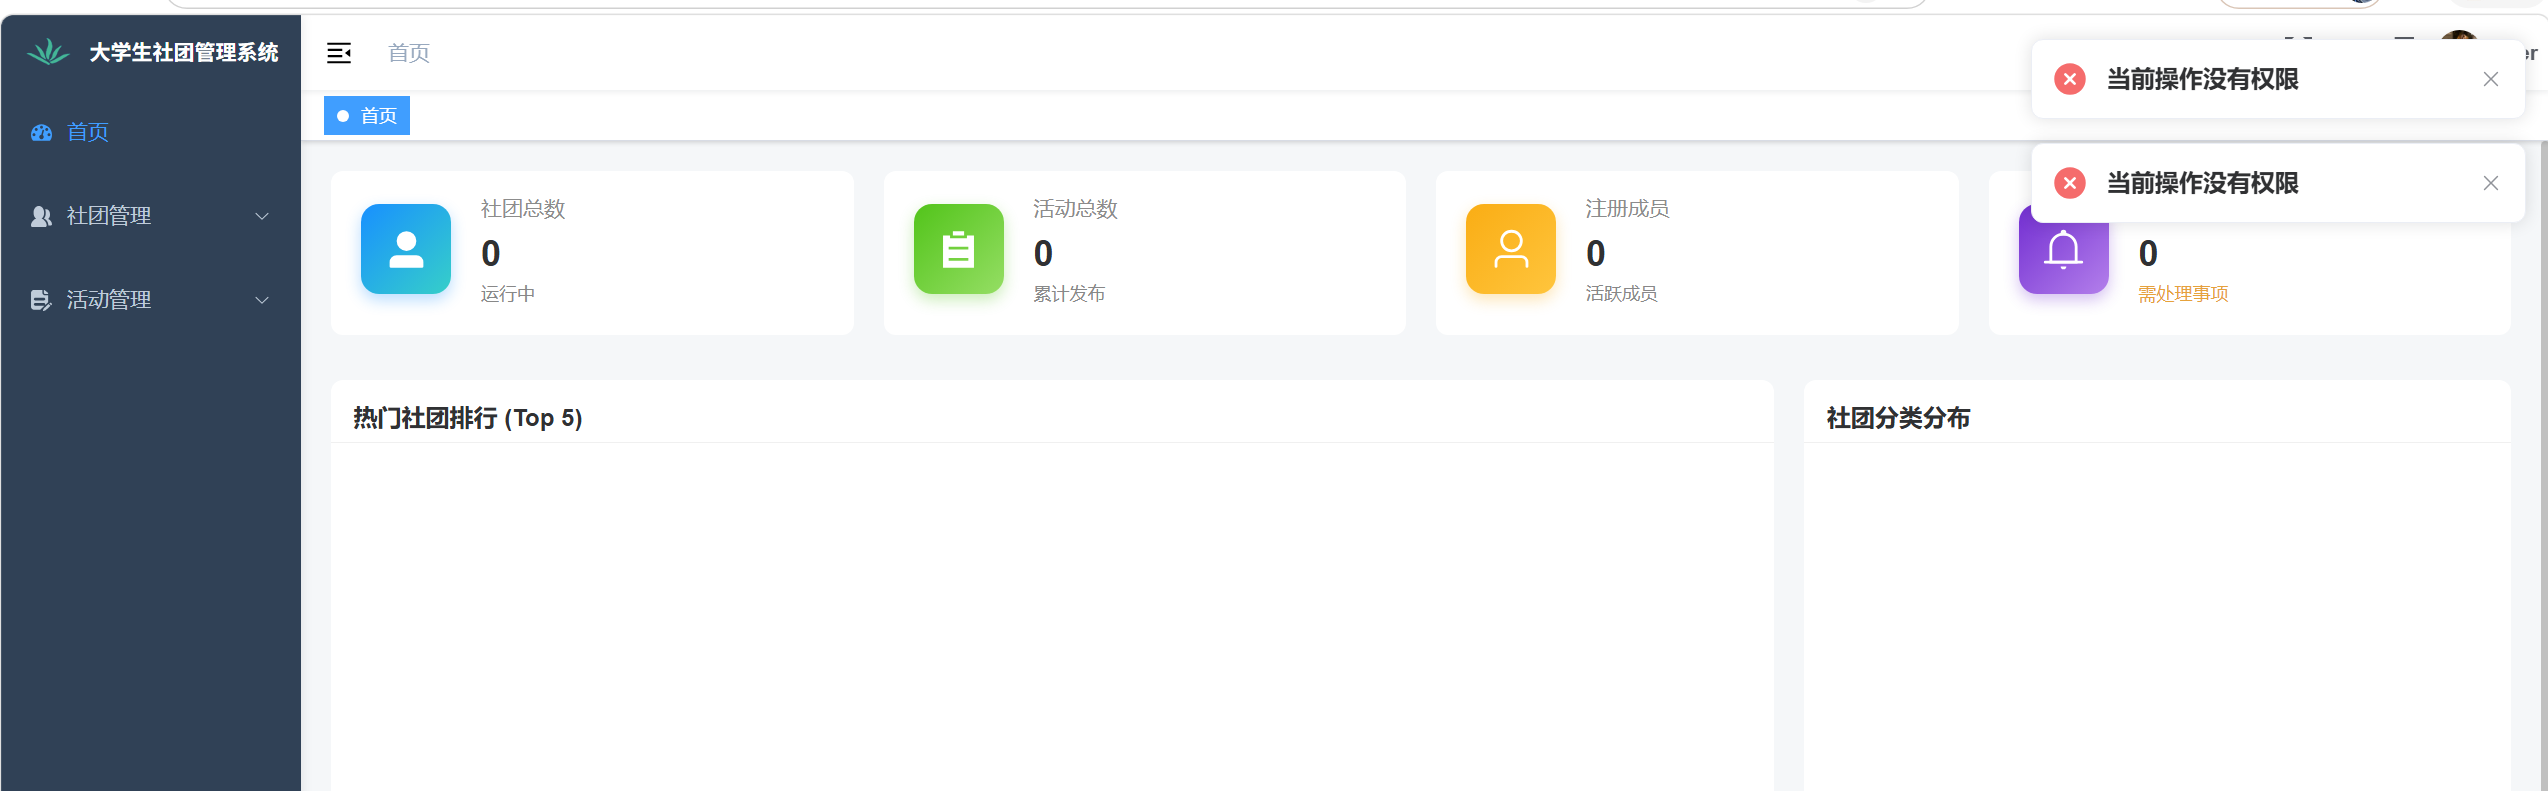 大学生社团管理系统
首页
社团管理
活动管理
首页
首页
当前操作没有权限
当前操作没有权限
社团总数
0
运行中
活动总数
0
累计发布
注册成员
0
活跃成员
0
需处理事项
热门社团排行 (Top 5)
社团分类分布